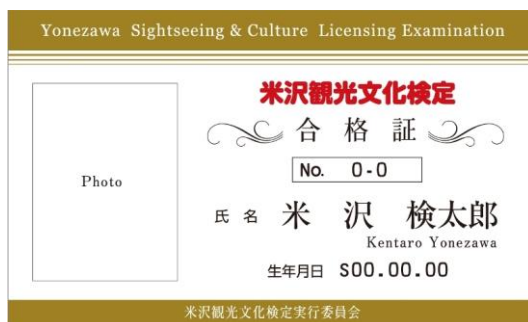 Yonezawa Sightseeing & Culture Licensing Examination
米沢観光文化検定
合格証
No. 0-0
Photo
氏名 米沢 検太郎
Kentaro Yonezawa
生年月日 S00.00.00
米沢観光文化検定実行委員会